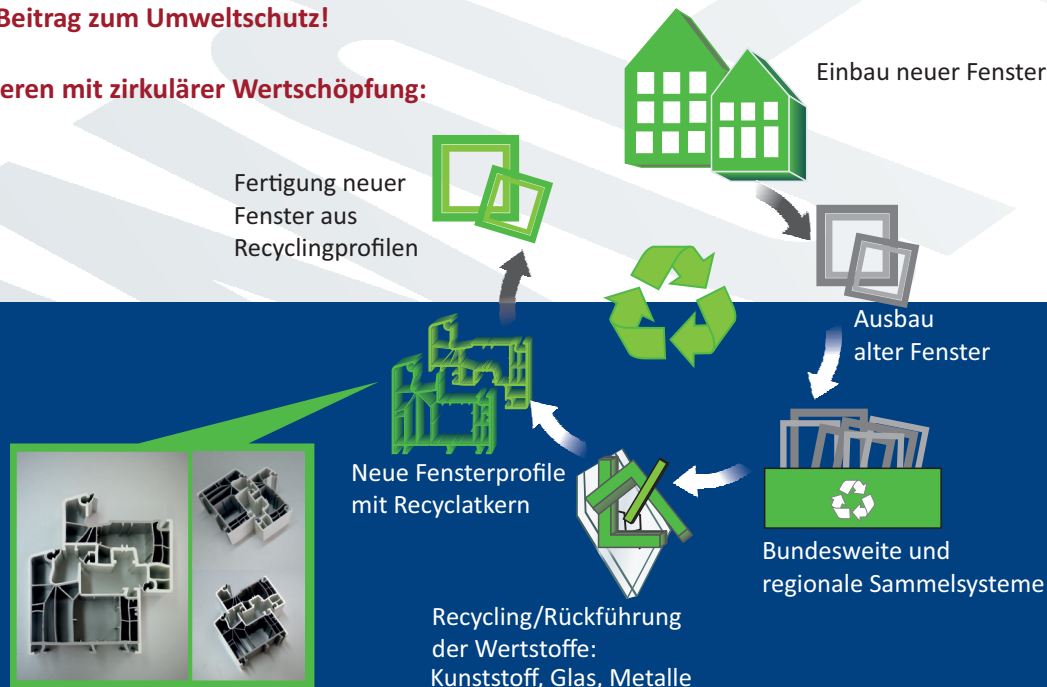 Beitrag zum Umweltschutz!
eren mit zirkulärer Wertschöpfung:
Einbau neuer Fenster
Fertigung neuer
Fenster aus
Recyclingprofilen
Ausbau
alter Fenster
Neue Fensterprofile
mit Recyclatkern
Bundesweite und
regionale Sammelsysteme
Recycling/Rückführung
der Wertstoffe:
Kunststoff, Glas, Metalle